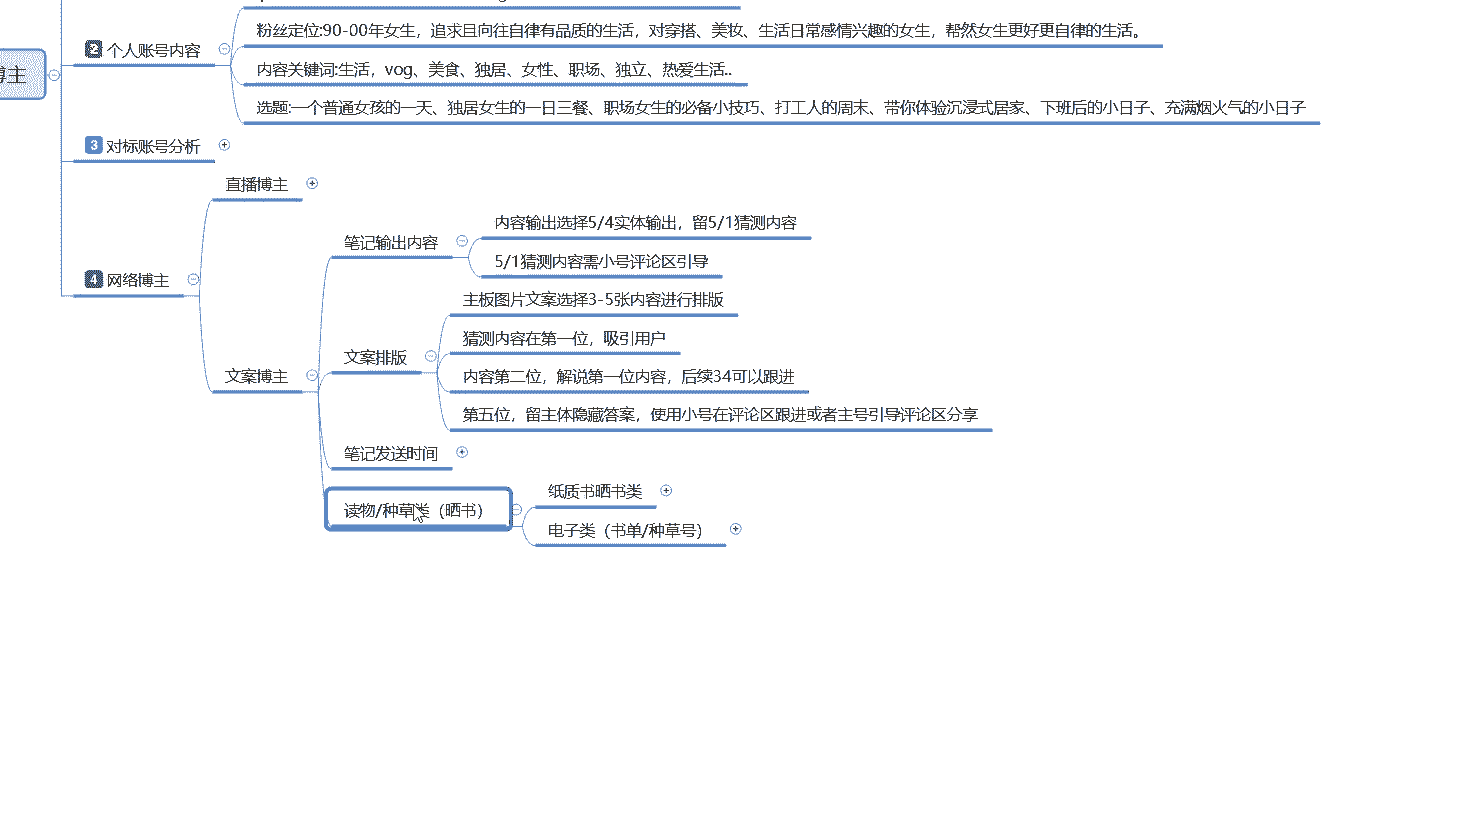 粉丝定位:90-00年女生，追求且向往自律有品质的生活，对穿搭、美妆、生活日常感情兴趣的女生，帮然女生更好更自律的生活。
2 个人账号内容
内容关键词:生活，vog、美食、独居、女性、职场、独立、热爱生活..
选题:一个普通女孩的一天、独居女生的一日三餐、职场女生的必备小技巧、打工人的周末、带你体验沉浸式居家、下班后的小日子、充满烟火气的小日子
博主
3 对标账号分析
直播博主
内容输出选择5/4实体输出，留5/1猜测内容
笔记输出内容
5/1猜测内容需小号评论区引导
4 网络博主
主板图片文案选择3-5张内容进行排版
猜测内容在第一位，吸引用户
文案排版
文案博主
内容第二位，解说第一位内容，后续34可以跟进
第五位，留主体隐藏答案，使用小号在评论区跟进或者主号引导评论区分享
笔记发送时间
纸质书晒书类
读物/种草类（晒书）
电子类（书单/种草号）